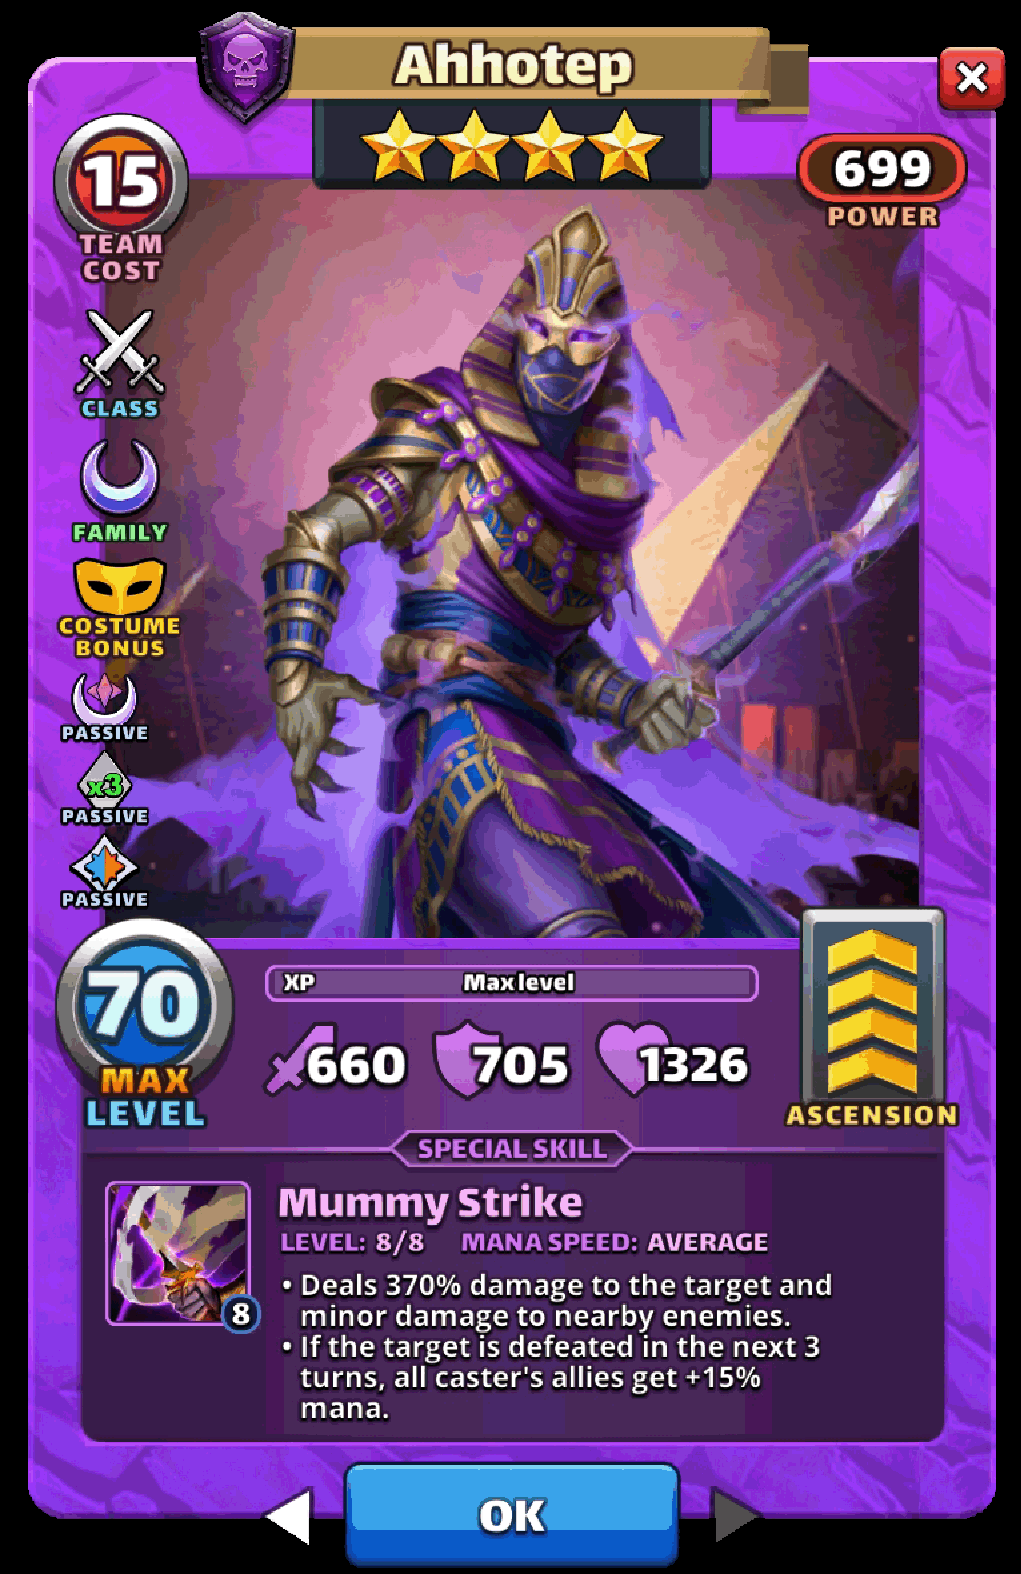 Ahhotep
15
TEAM
COST
699
POWER
CLASS
FAMILY
COSTUME
BONUS
PASSIVE
x3
PASSIVE
PASSIVE
70
MAX
LEVEL
XP Max level
660 705 1326
ASCENSION
SPECIAL SKILL
Mummy Strike
LEVEL: 8/8 MANA SPEED: AVERAGE
8
• Deals 370% damage to the target and
minor damage to nearby enemies.
• If the target is defeated in the next 3
turns, all caster's allies get +15%
mana.
OK